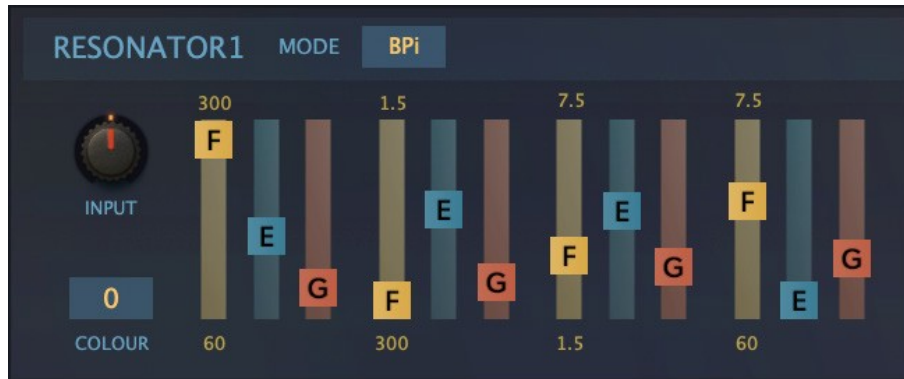 RESONATOR1 MODE BPi
300 1.5 7.5 7.5
F
E
G
F
E
G
F
E
G
F
E
G
INPUT
0
COLOUR
60 300 1.5 60